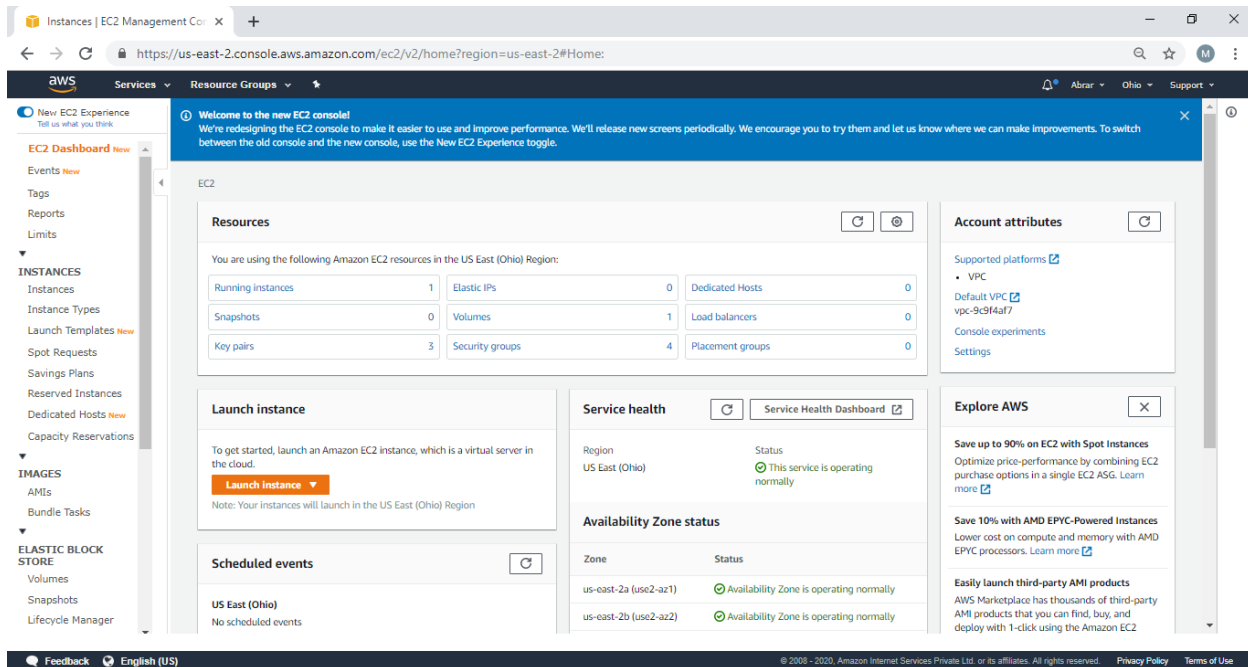 Instances | EC2 Management Con
https://us-east-2.console.aws.amazon.com/ec2/v2/home?region=us-east-2#Home:
M
aws
Services
Resource Groups
Abrar
Ohio
Support
New EC2 Experience
Tell us what you think
EC2 Dashboard New
Events New
Tags
Reports
Limits
INSTANCES
Instances
Instance Types
Launch Templates New
Spot Requests
Savings Plans
Reserved Instances
Dedicated Hosts New
Capacity Reservations
IMAGES
AMIs
Bundle Tasks
ELASTIC BLOCK
STORE
Volumes
Snapshots
Lifecycle Manager
Welcome to the new EC2 console!
We're redesigning the EC2 console to make it easier to use and improve performance. We'll release new screens periodically. We encourage you to try them and let us know where we can make improvements. To switch
between the old console and the new console, use the New EC2 Experience toggle.
EC2
Resources
You are using the following Amazon EC2 resources in the US East (Ohio) Region:
Running instances 1
Elastic IPs 0
Dedicated Hosts 0
Snapshots 0
Volumes 1
Load balancers 0
Key pairs 3
Security groups 4
Placement groups 0
Account attributes
Supported platforms
• VPC
Default VPC
vpc-9c9f4af7
Console experiments
Settings
Launch instance
To get started, launch an Amazon EC2 instance, which is a virtual server in
the cloud.
Launch instance
Note: Your instances will launch in the US East (Ohio) Region
Scheduled events
US East (Ohio)
No scheduled events
Service health
Service Health Dashboard
Region
US East (Ohio)
Status
This service is operating
normally
Availability Zone status
Zone Status
us-east-2a (use2-az1) Availability Zone is operating normally
us-east-2b (use2-az2) Availability Zone is operating normally
Explore AWS
Save up to 90% on EC2 with Spot Instances
Optimize price-performance by combining EC2
purchase options in a single EC2 ASG. Learn
more
Save 10% with AMD EPYC-Powered Instances
Lower cost on compute and memory with AMD
EPYC processors. Learn more
Easily launch third-party AMI products
AWS Marketplace has thousands of third-party
AMI products that you can find, buy, and
deploy with 1-click using the Amazon EC2
Feedback
English (US)
© 2008 - 2020, Amazon Internet Services Private Ltd. or its affiliates. All rights reserved.
Privacy Policy
Terms of Use